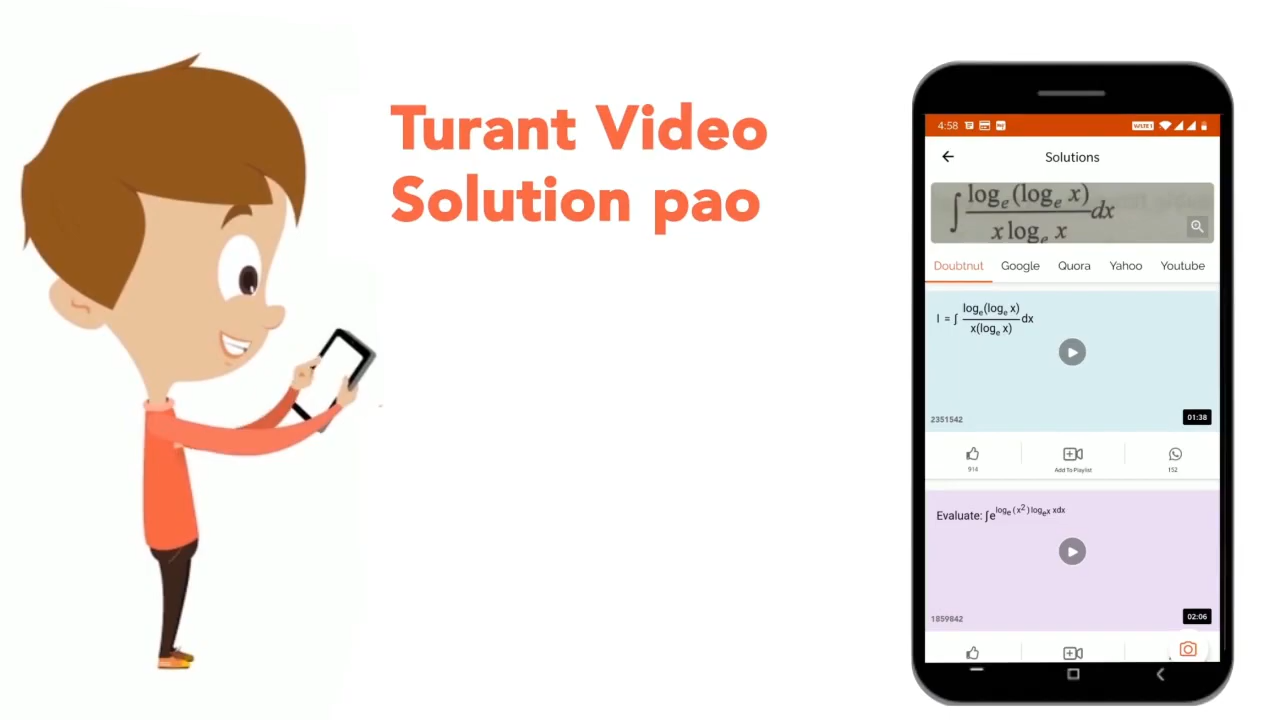 Turant Video
Solution pao
4:58
Solutions
∫ logₑ(logₑ x) / x logₑ x dx
Doubtnut Google Quora Yahoo Youtube
I = ∫ logₑ(logₑ x) / x(logₑ x) dx
2351542 01:38
914 Add To Playlist 152
Evaluate: ∫e^logₑ(x²)logₑx xdx
1859842 02:06